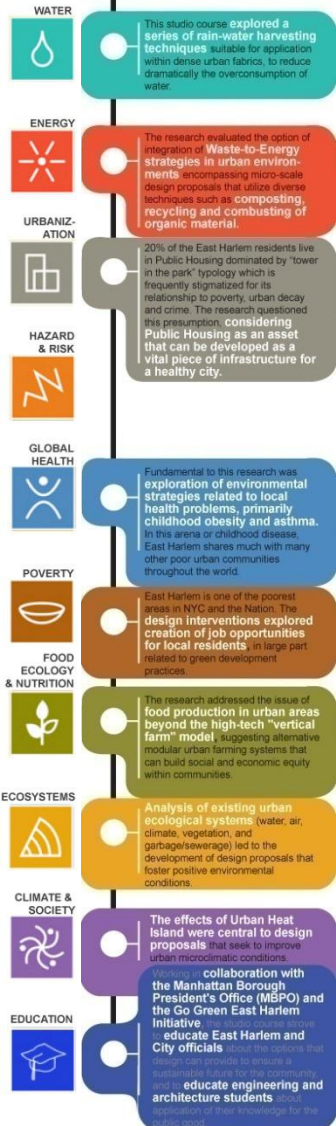 WATER
This studio course explored a
series of rain-water harvesting
techniques suitable for application
within dense urban fabrics, to reduce
dramatically the overconsumption of
water.
ENERGY
The research evaluated the option of
integration of Waste-to-Energy
strategies in urban environ-
ments encompassing micro-scale
design proposals that utilize diverse
techniques such as composting,
recycling and combusting of
organic material.
URBANIZ-
ATION
20% of the East Harlem residents live
in Public Housing dominated by "tower
in the park" typology which is
frequently stigmatized for its
relationship to poverty, urban decay
and crime. The research questioned
this presumption, considering
Public Housing as an asset
that can be developed as a
vital piece of infrastructure for
a healthy city.
HAZARD
& RISK
GLOBAL
HEALTH
Fundamental to this research was
exploration of environmental
strategies related to local
health problems, primarily
childhood obesity and asthma.
In this arena or childhood disease,
East Harlem shares much with many
other poor urban communities
throughout the world.
POVERTY
East Harlem is one of the poorest
areas in NYC and the Nation. The
design interventions explored
creation of job opportunities
for local residents, in large part
related to green development
practices.
FOOD
ECOLOGY
& NUTRITION
The research addressed the issue of
food production in urban areas
beyond the high-tech "vertical
farm" model, suggesting alternative
modular urban farming systems that
can build social and economic equity
within communities.
ECOSYSTEMS
Analysis of existing urban
ecological systems (water, air,
climate, vegetation, and
garbage/sewerage) led to the
development of design proposals that
foster positive environmental
conditions.
CLIMATE &
SOCIETY
The effects of Urban Heat
Island were central to design
proposals that seek to improve
urban microclimatic conditions.
EDUCATION
Working in collaboration with
the Manhattan Borough
President's Office (MBPO) and
the Go Green East Harlem
Initiative, the studio course strove
to educate East Harlem and
City officials about the options that
design can provide to ensure a
sustainable future for the community,
and to educate engineering and
architecture students about
application of their knowledge for the
public good.